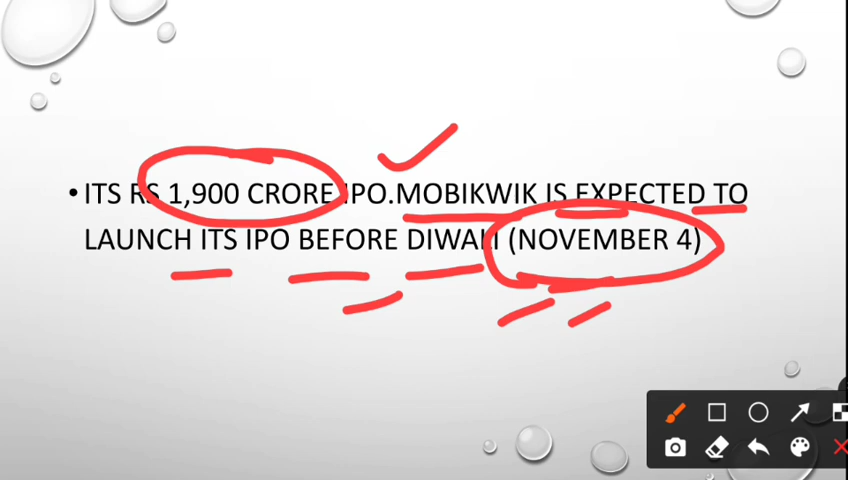 • ITS RS 1,900 CRORE IPO.MOBIKWIK IS EXPECTED TO
LAUNCH ITS IPO BEFORE DIWALI (NOVEMBER 4)